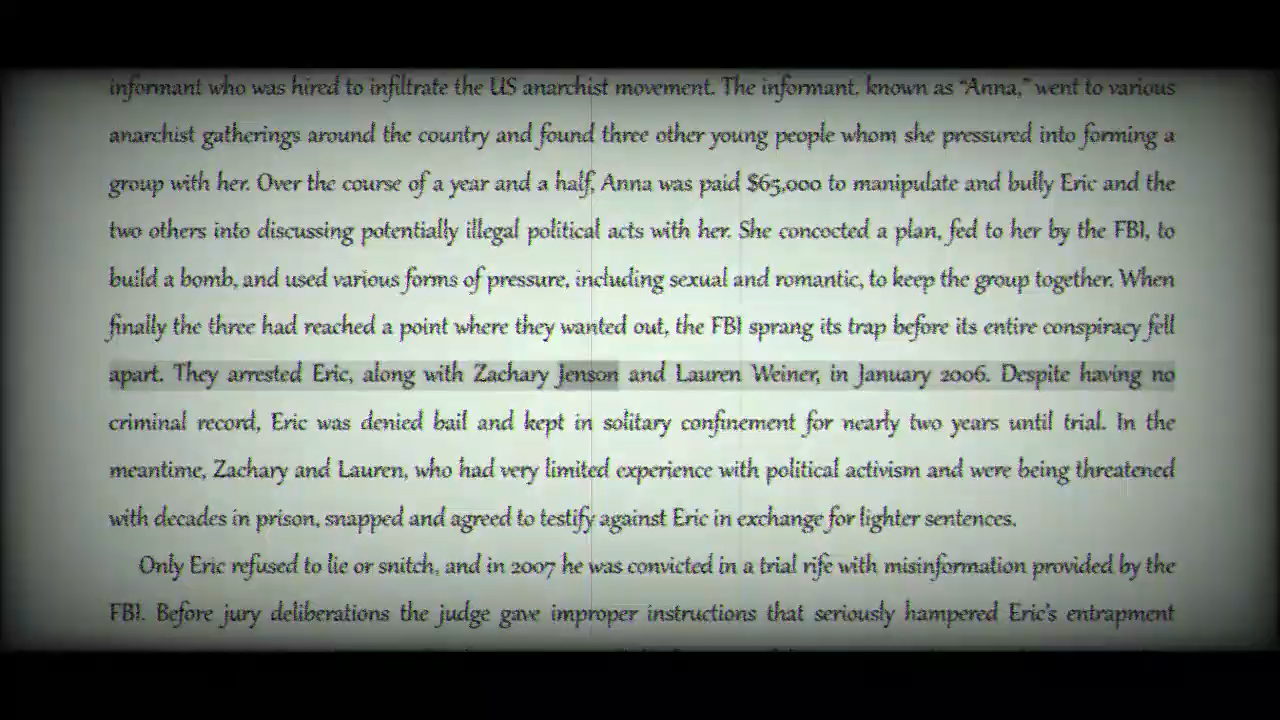 informant who was hired to infiltrate the US anarchist movement. The informant, known as “Anna,” went to various
anarchist gatherings around the country and found three other young people whom she pressured into forming a
group with her. Over the course of a year and a half, Anna was paid $65,000 to manipulate and bully Eric and the
two others into discussing potentially illegal political acts with her. She concocted a plan, fed to her by the FBI, to
build a bomb, and used various forms of pressure, including sexual and romantic, to keep the group together. When
finally the three had reached a point where they wanted out, the FBI sprang its trap before its entire conspiracy fell
apart. They arrested Eric, along with Zachary Jenson and Lauren Weiner, in January 2006. Despite having no
criminal record, Eric was denied bail and kept in solitary confinement for nearly two years until trial. In the
meantime, Zachary and Lauren, who had very limited experience with political activism and were being threatened
with decades in prison, snapped and agreed to testify against Eric in exchange for lighter sentences.
Only Eric refused to lie or snitch, and in 2007 he was convicted in a trial rife with misinformation provided by the
FBI. Before jury deliberations the judge gave improper instructions that seriously hampered Eric’s entrapment